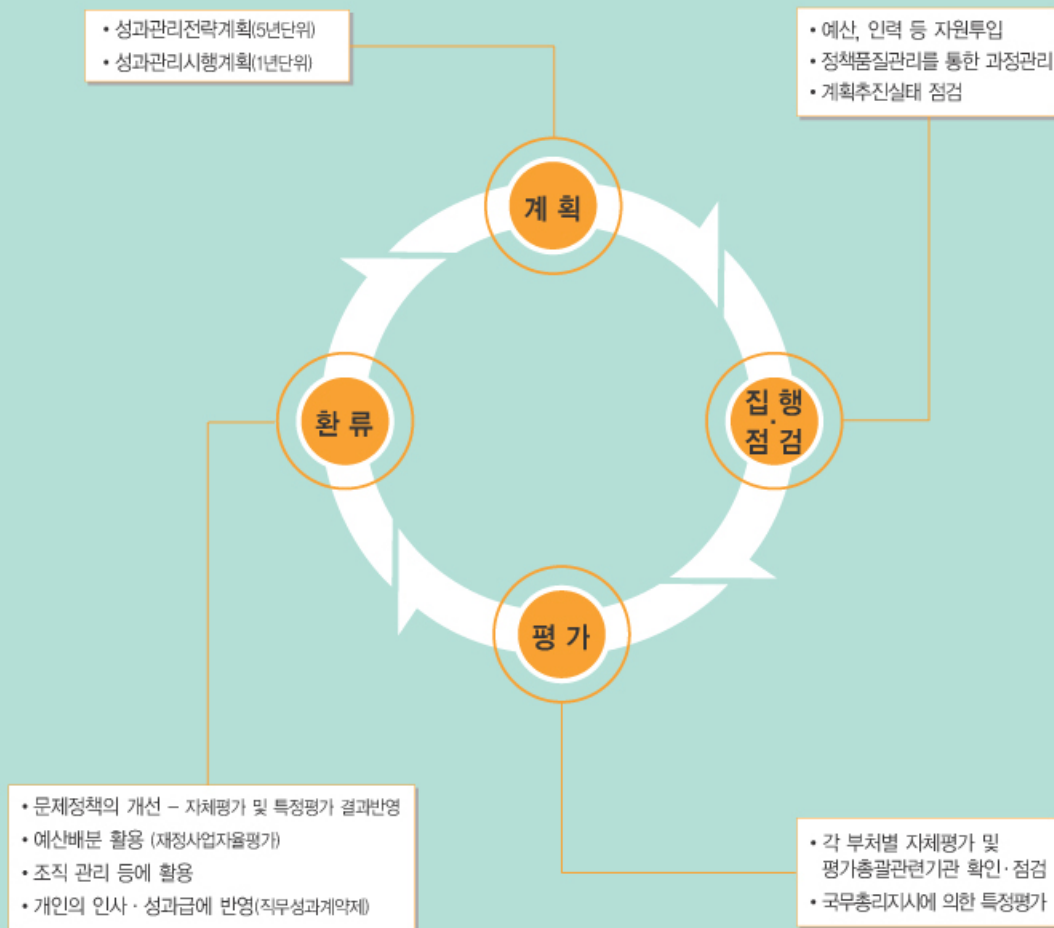 • 성과관리전략계획(5년단위)
• 성과관리시행계획(1년단위)
• 예산, 인력 등 자원투입
• 정책품질관리를 통한 과정관리
• 계획추진실태 점검
계 획
환 류
집 행
·
점 검
평 가
• 문제정책의 개선 – 자체평가 및 특정평가 결과반영
• 예산배분 활용 (재정사업자율평가)
• 조직 관리 등에 활용
• 개인의 인사 · 성과급에 반영(직무성과계약제)
• 각 부처별 자체평가 및
평가총괄관련기관 확인·점검
• 국무총리지시에 의한 특정평가